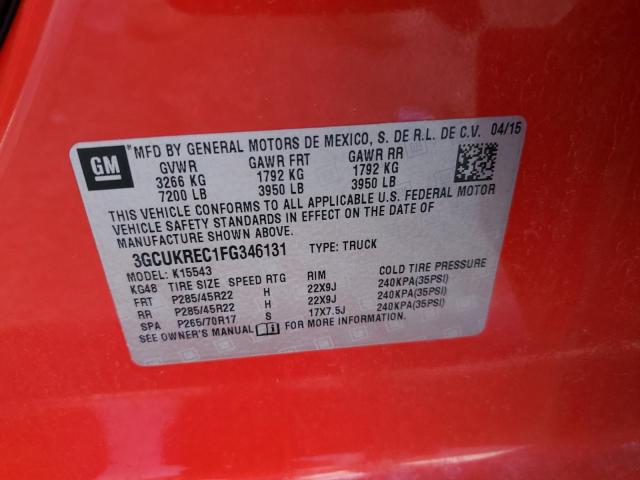 GM
MFD BY GENERAL MOTORS DE MEXICO, S. DE R.L. DE C.V. 04/15
GVWR GAWR FRT GAWR RR
3266 KG 1792 KG 1792 KG
7200 LB 3950 LB 3950 LB
THIS VEHICLE CONFORMS TO ALL APPLICABLE U.S. FEDERAL MOTOR
VEHICLE SAFETY STANDARDS IN EFFECT ON THE DATE OF
MANUFACTURE SHOWN ABOVE.
3GCUKREC1FG346131 TYPE: TRUCK
MODEL: K15543
KG48 TIRE SIZE SPEED RTG RIM COLD TIRE PRESSURE
FRT P285/45R22 H 22X9J 240KPA(35PSI)
RR P285/45R22 H 22X9J 240KPA(35PSI)
SPA P265/70R17 S 17X7.5J 240KPA(35PSI)
SEE OWNER'S MANUAL FOR MORE INFORMATION.